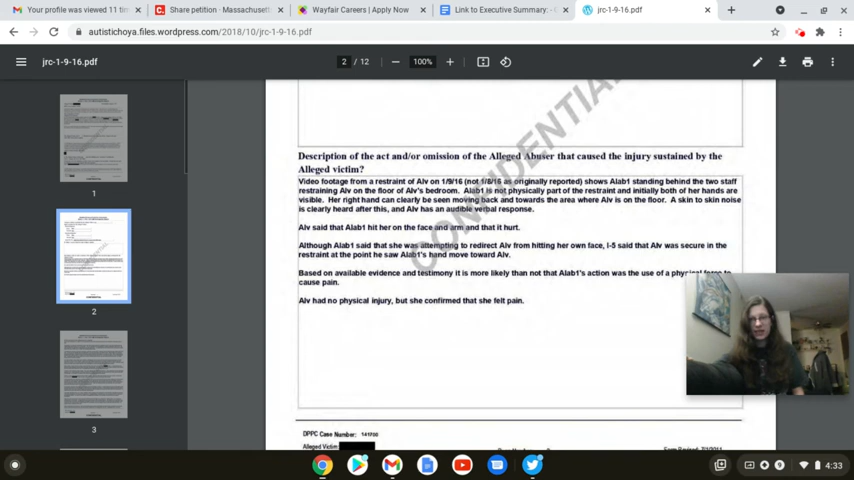 Your profile was viewed 11 tim
Share petition · Massachusett
Wayfair Careers | Apply Now
Link to Executive Summary: - G
jrc-1-9-16.pdf
autistichoya.files.wordpress.com/2018/10/jrc-1-9-16.pdf
jrc-1-9-16.pdf
2 / 12
100%
CONFIDENTIAL
Description of the act and/or omission of the Alleged Abuser that caused the injury sustained by the
Alleged victim?
Video footage from a restraint of Alv on 1/9/16 (not 1/8/16 as originally reported) shows Alab1 standing behind the two staff
restraining Alv on the floor of Alv's bedroom. Alab1 is not physically part of the restraint and initially both of her hands are
visible. Her right hand can clearly be seen moving back and towards the area where Alv is on the floor. A skin to skin noise
is clearly heard after this, and Alv has an audible verbal response.
Alv said that Alab1 hit her on the face and arm and that it hurt.
Although Alab1 said that she was attempting to redirect Alv from hitting her own face, I-5 said that Alv was secure in the
restraint at the point he saw Alab1's hand move toward Alv.
Based on available evidence and testimony it is more likely than not that Alab1's action was the use of a physical force to
cause pain.
Alv had no physical injury, but she confirmed that she felt pain.
DPPC Case Number: 141700
Alleged Victim:
Form Revised: 7/1/2011
1
2
3
9
4:33